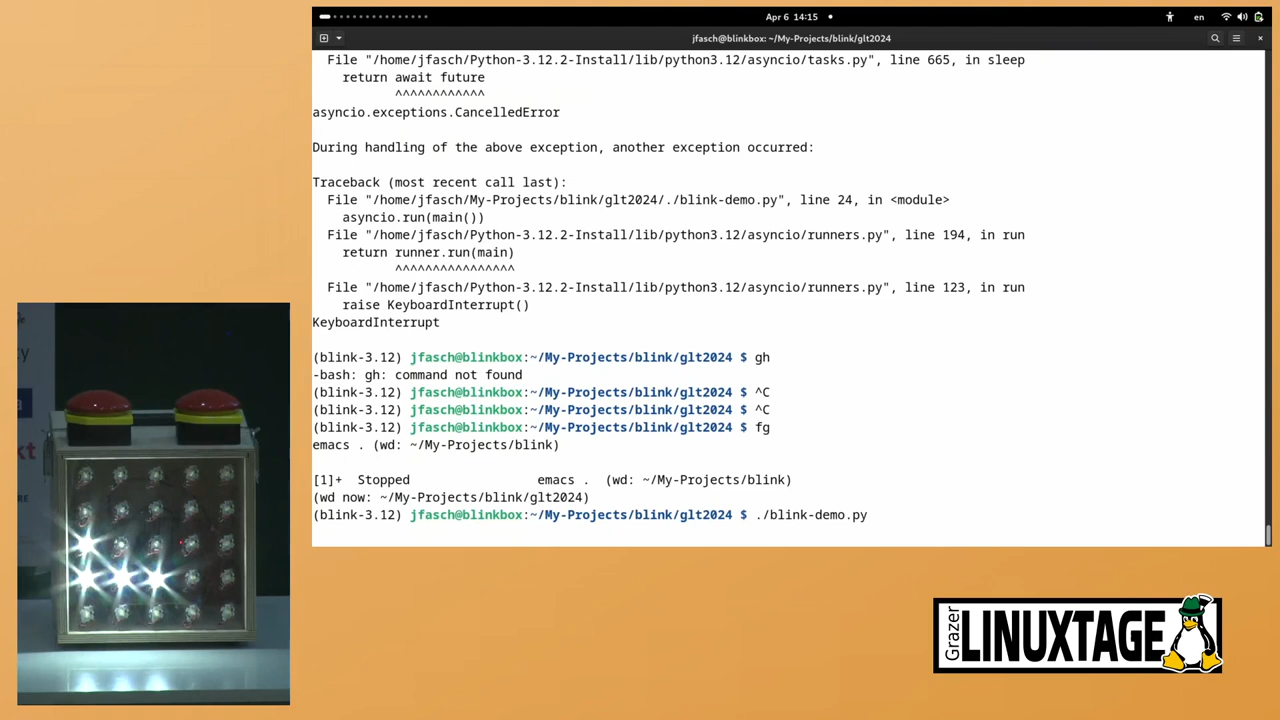 Apr 6 14:15
en
jfasch@blinkbox: ~/My-Projects/blink/glt2024
File "/home/jfasch/Python-3.12.2-Install/lib/python3.12/asyncio/tasks.py", line 665, in sleep
return await future
^^^^^^^^^^^^
asyncio.exceptions.CancelledError
During handling of the above exception, another exception occurred:
Traceback (most recent call last):
File "/home/jfasch/My-Projects/blink/glt2024/./blink-demo.py", line 24, in <module>
asyncio.run(main())
File "/home/jfasch/Python-3.12.2-Install/lib/python3.12/asyncio/runners.py", line 194, in run
return runner.run(main)
^^^^^^^^^^^^^^^^
File "/home/jfasch/Python-3.12.2-Install/lib/python3.12/asyncio/runners.py", line 123, in run
raise KeyboardInterrupt()
KeyboardInterrupt
(blink-3.12) jfasch@blinkbox:~/My-Projects/blink/glt2024 $ gh
-bash: gh: command not found
(blink-3.12) jfasch@blinkbox:~/My-Projects/blink/glt2024 $ ^C
(blink-3.12) jfasch@blinkbox:~/My-Projects/blink/glt2024 $ ^C
(blink-3.12) jfasch@blinkbox:~/My-Projects/blink/glt2024 $ fg
emacs . (wd: ~/My-Projects/blink)
[1]+  Stopped                 emacs .  (wd: ~/My-Projects/blink)
(wd now: ~/My-Projects/blink/glt2024)
(blink-3.12) jfasch@blinkbox:~/My-Projects/blink/glt2024 $ ./blink-demo.py
Grazer
LINUXTAGE